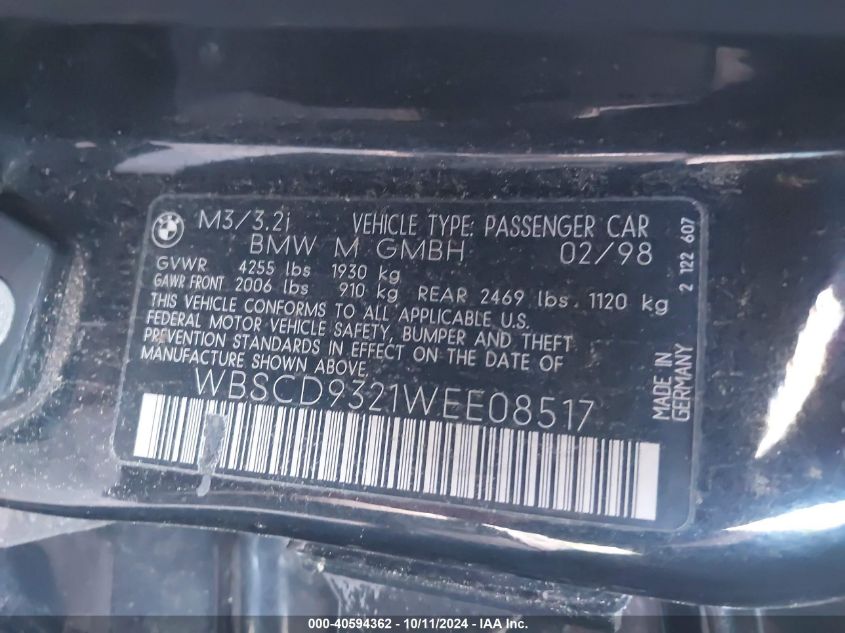 BMW
M3/3.2i VEHICLE TYPE: PASSENGER CAR
BMW M GMBH 02/98
GVWR 4255 lbs 1930 kg
GAWR FRONT 2006 lbs 910 kg REAR 2469 lbs. 1120 kg
THIS VEHICLE CONFORMS TO ALL APPLICABLE U.S.
FEDERAL MOTOR VEHICLE SAFETY, BUMPER AND THEFT
PREVENTION STANDARDS IN EFFECT ON THE DATE OF
MANUFACTURE SHOWN ABOVE.
WBSCD9321WEE08517
2 122 607
MADE IN
GERMANY
000-40594362 - 10/11/2024 - © IAA Inc.